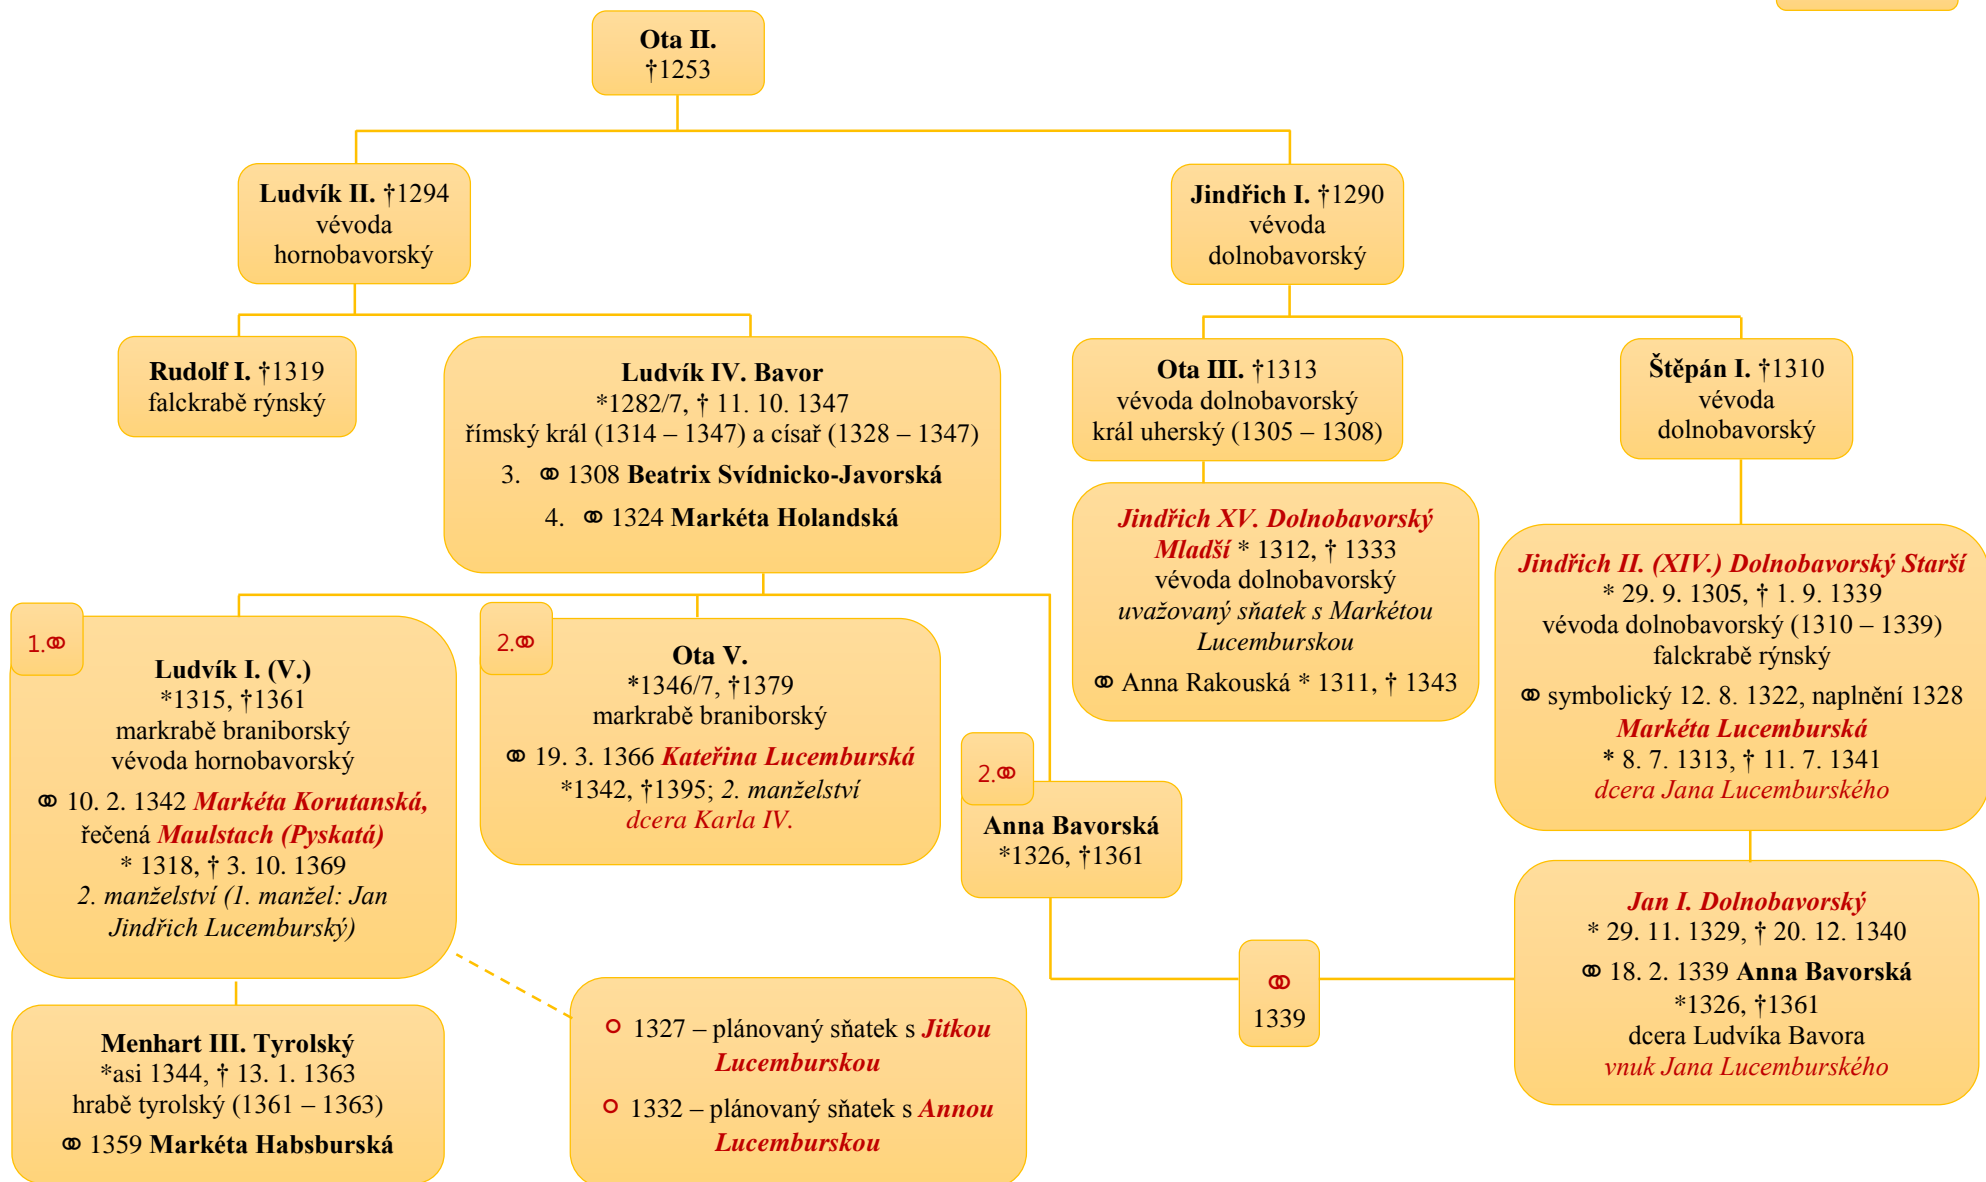 Ota II.
†1253
Ludvík II. †1294
vévoda
hornobavorský
Jindřich I. †1290
vévoda
dolnobavorský
Rudolf I. †1319
falckrabě rýnský
Ludvík IV. Bavor
*1282/7, † 11. 10. 1347
římský král (1314 – 1347) a císař (1328 – 1347)
3. ⚭ 1308 Beatrix Svídnicko-Javorská
4. ⚭ 1324 Markéta Holandská
Ota III. †1313
vévoda dolnobavorský
král uherský (1305 – 1308)
Štěpán I. †1310
vévoda
dolnobavorský
Jindřich XV. Dolnobavorský
Mladší * 1312, † 1333
vévoda dolnobavorský
uvažovaný sňatek s Markétou
Lucemburskou
⚭ Anna Rakouská * 1311, † 1343
Jindřich II. (XIV.) Dolnobavorský Starší
* 29. 9. 1305, † 1. 9. 1339
vévoda dolnobavorský (1310 – 1339)
falckrabě rýnský
⚭ symbolický 12. 8. 1322, naplnění 1328
Markéta Lucemburská
* 8. 7. 1313, † 11. 7. 1341
dcera Jana Lucemburského
1.⚭
Ludvík I. (V.)
*1315, †1361
markrabě braniborský
vévoda hornobavorský
⚭ 10. 2. 1342 Markéta Korutanská,
řečená Maulstach (Pyskatá)
* 1318, † 3. 10. 1369
2. manželství (1. manžel: Jan
Jindřich Lucemburský)
2.⚭
Ota V.
*1346/7, †1379
markrabě braniborský
⚭ 19. 3. 1366 Kateřina Lucemburská
*1342, †1395; 2. manželství
dcera Karla IV.
2.⚭
Anna Bavorská
*1326, †1361
Jan I. Dolnobavorský
* 29. 11. 1329, † 20. 12. 1340
⚭ 18. 2. 1339 Anna Bavorská
*1326, †1361
dcera Ludvíka Bavora
vnuk Jana Lucemburského
⚭
1339
Menhart III. Tyrolský
*asi 1344, † 13. 1. 1363
hrabě tyrolský (1361 – 1363)
⚭ 1359 Markéta Habsburská
1327 – plánovaný sňatek s Jitkou
Lucemburskou
1332 – plánovaný sňatek s Annou
Lucemburskou